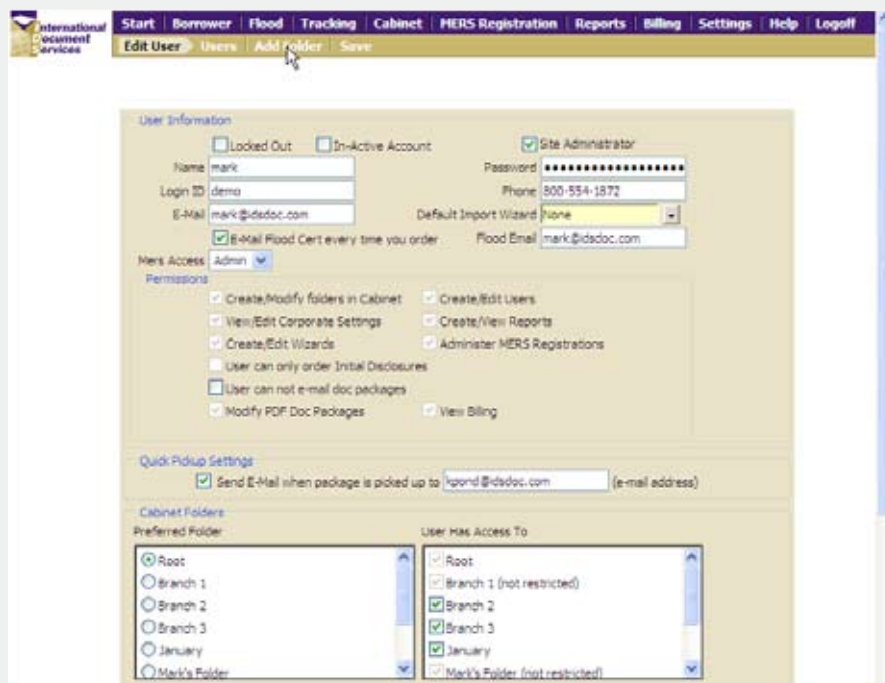 International Document Services
Start Borrower Flood Tracking Cabinet MERS Registration Reports Billing Settings Help Logoff
Edit User Users Add Folder Save
User Information
Locked Out In-Active Account Site Administrator
Name mark Password
Login ID demo Phone 800-554-1872
E-Mail mark@idsdoc.com Default Import Wizard None
E-Mail Flood Cert every time you order Flood Email mark@idsdoc.com
Mers Access Admin
Permissions
Create/Modify folders in Cabinet Create/Edit Users
View/Edit Corporate Settings Create/View Reports
Create/Edit Wizards Administer MERS Registrations
User can only order Initial Disclosures
User can not e-mail doc packages
Modify PDF Doc Packages View Billing
Quick Pickup Settings
Send E-Mail when package is picked up to kpond@idsdoc.com (e-mail address)
Cabinet Folders
Preferred Folder User Has Access To
Root Root
Branch 1 Branch 1 (not restricted)
Branch 2 Branch 2
Branch 3 Branch 3
January January
Mark's Folder Mark's Folder (not restricted)